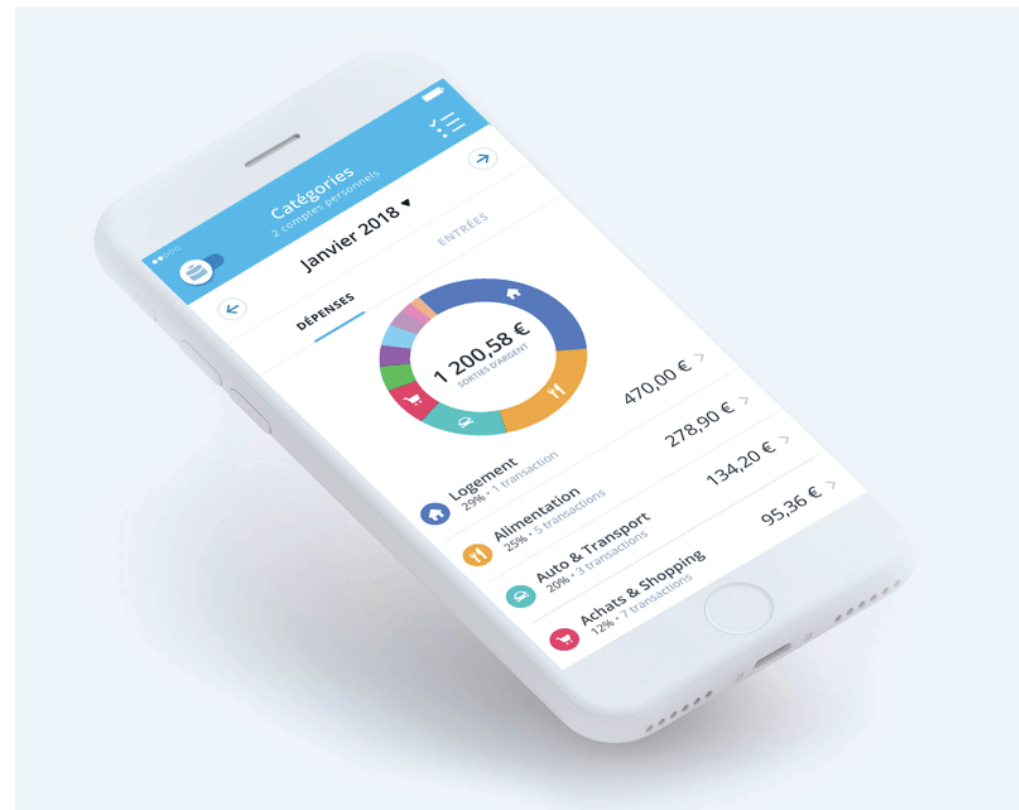 Catégories
2 comptes personnels
Janvier 2018 ▼
DÉPENSES
ENTRÉES
1 200,58 €
SORTIES D'ARGENT
Logement
470,00 €
29% • 1 transaction
Alimentation
278,90 €
25% • 5 transactions
Auto & Transport
134,20 €
20% • 3 transactions
Achats & Shopping
95,36 €
12% • 7 transactions